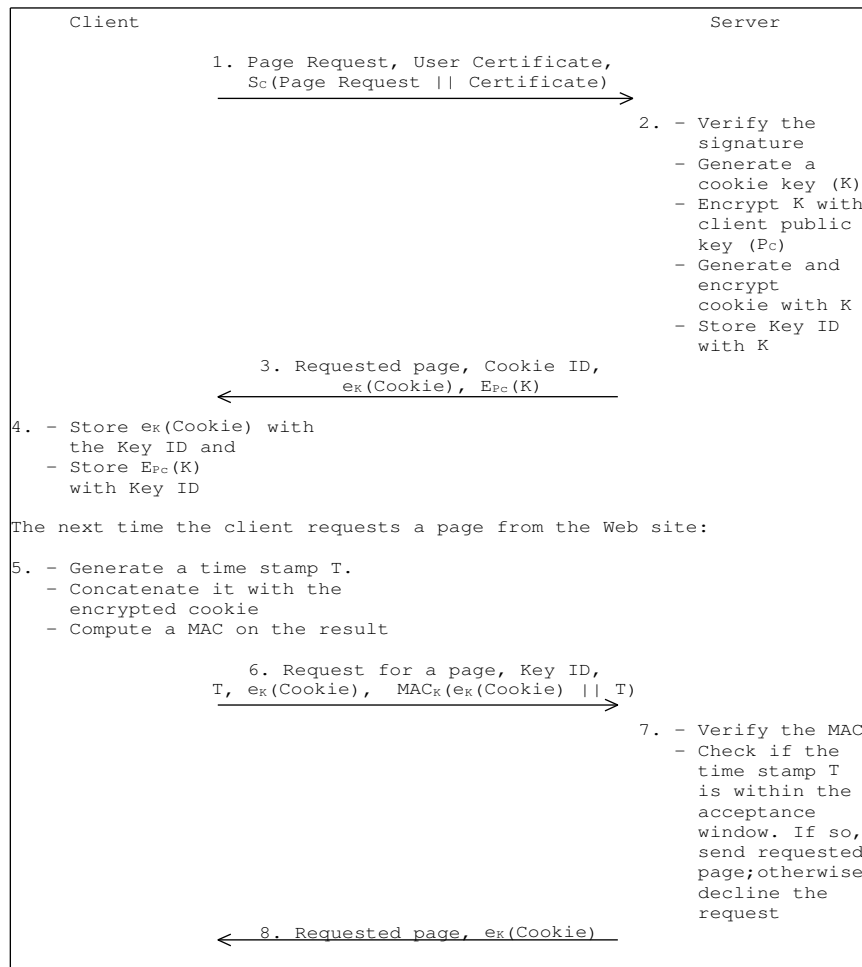 Client Server
1. Page Request, User Certificate,
Sc(Page Request || Certificate)
2. - Verify the
signature
- Generate a
cookie key (K)
- Encrypt K with
client public
key (Pc)
- Generate and
encrypt
cookie with K
- Store Key ID
with K
3. Requested page, Cookie ID,
eK(Cookie), EPc(K)
4. - Store eK(Cookie) with
the Key ID and
- Store EPc(K)
with Key ID
The next time the client requests a page from the Web site:
5. - Generate a time stamp T.
- Concatenate it with the
encrypted cookie
- Compute a MAC on the result
6. Request for a page, Key ID,
T, eK(Cookie), MACK(eK(Cookie) || T)
7. - Verify the MAC
- Check if the
time stamp T
is within the
acceptance
window. If so,
send requested
page;otherwise
decline the
request
8. Requested page, eK(Cookie)